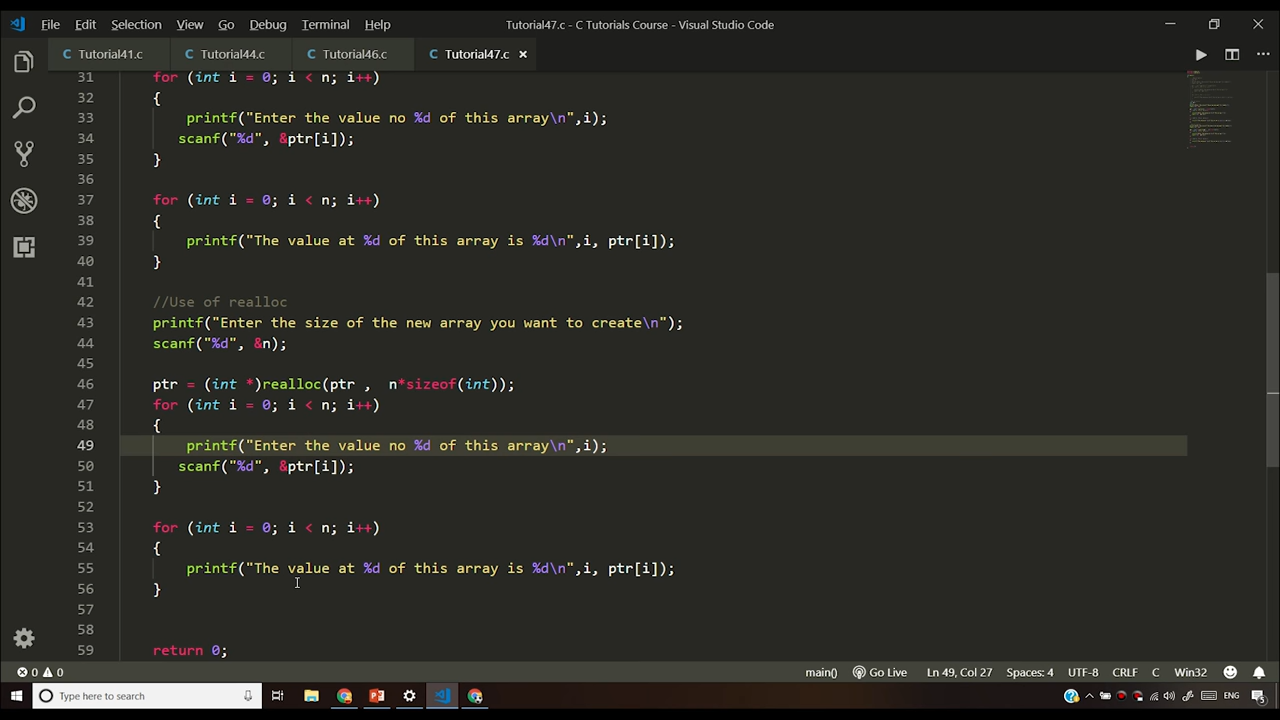 File Edit Selection View Go Debug Terminal Help Tutorial47.c - C Tutorials Course - Visual Studio Code
C Tutorial41.c C Tutorial44.c C Tutorial46.c C Tutorial47.c
31 for (int i = 0; i < n; i++)
32 {
33 printf("Enter the value no %d of this array\n",i);
34 scanf("%d", &ptr[i]);
35 }
36
37 for (int i = 0; i < n; i++)
38 {
39 printf("The value at %d of this array is %d\n",i, ptr[i]);
40 }
41
42 //Use of realloc
43 printf("Enter the size of the new array you want to create\n");
44 scanf("%d", &n);
45
46 ptr = (int *)realloc(ptr , n*sizeof(int));
47 for (int i = 0; i < n; i++)
48 {
49 printf("Enter the value no %d of this array\n",i);
50 scanf("%d", &ptr[i]);
51 }
52
53 for (int i = 0; i < n; i++)
54 {
55 printf("The value at %d of this array is %d\n",i, ptr[i]);
56 }
57
58
59 return 0;
0 0 main() Go Live Ln 49, Col 27 Spaces: 4 UTF-8 CRLF C Win32
Type here to search ENG 5